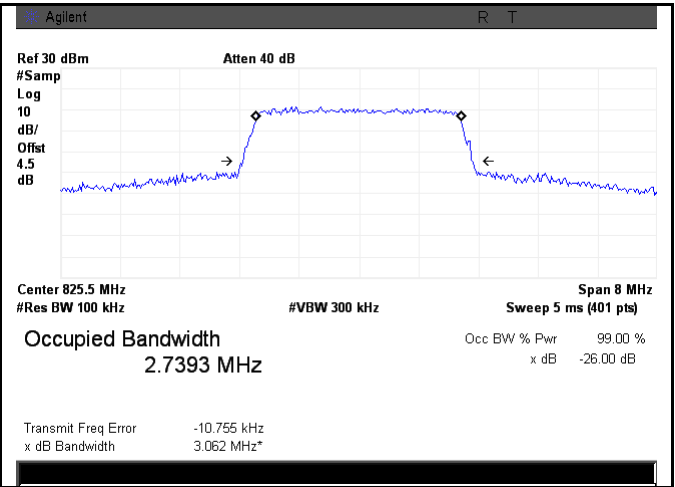 Agilent R T
Ref 30 dBm Atten 40 dB
#Samp
Log
10
dB/
Offst
4.5
dB
Center 825.5 MHz Span 8 MHz
#Res BW 100 kHz #VBW 300 kHz Sweep 5 ms (401 pts)
Occupied Bandwidth Occ BW % Pwr 99.00 %
2.7393 MHz x dB -26.00 dB
Transmit Freq Error -10.755 kHz
x dB Bandwidth 3.062 MHz*